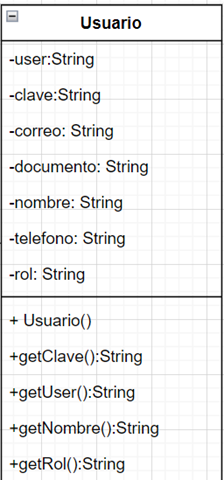 Usuario
-user:String
-clave:String
-correo: String
-documento: String
-nombre: String
-telefono: String
-rol: String
+ Usuario()
+getClave():String
+getUser():String
+getNombre():String
+getRol():String